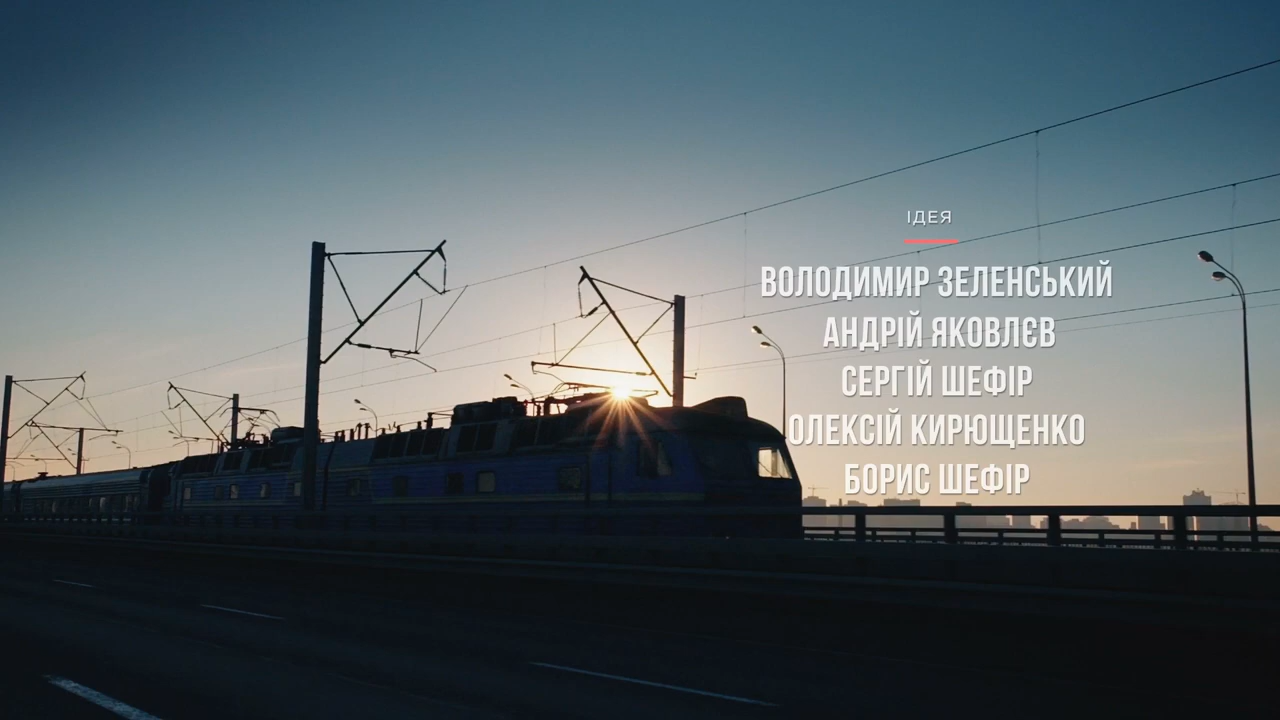 ІДЕЯ
ВОЛОДИМИР ЗЕЛЕНСЬКИЙ
АНДРІЙ ЯКОВЛЄВ
СЕРГІЙ ШЕФІР
ОЛЕКСІЙ КИРЮЩЕНКО
БОРИС ШЕФІР